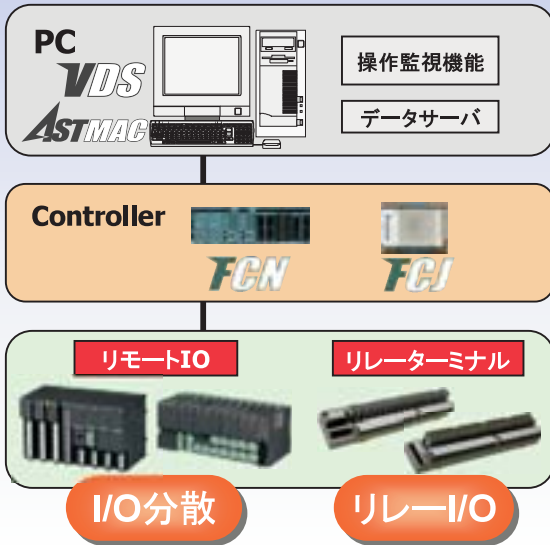 PC
VDS
ASTMAC
操作監視機能
データサーバ
Controller
FCN
FCJ
リモートIO
リレーターミナル
I/O分散
リレーI/O